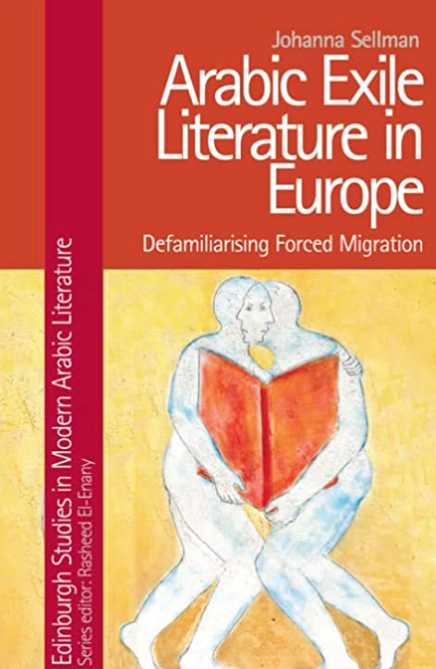 Johanna Sellman
Arabic Exile
Literature in
Europe
Defamiliarising Forced Migration
Edinburgh Studies in Modern Arabic Literature
Series editor: Rasheed El-Enany